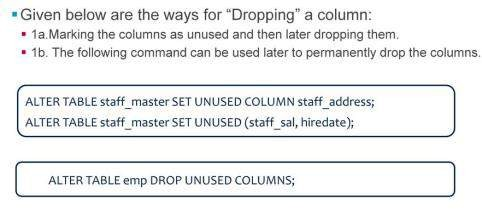 Given below are the ways for “Dropping” a column:
1a.Marking the columns as unused and then later dropping them.
1b. The following command can be used later to permanently drop the columns.
ALTER TABLE staff_master SET UNUSED COLUMN staff_address;
ALTER TABLE staff_master SET UNUSED (staff_sal, hiredate);
ALTER TABLE emp DROP UNUSED COLUMNS;